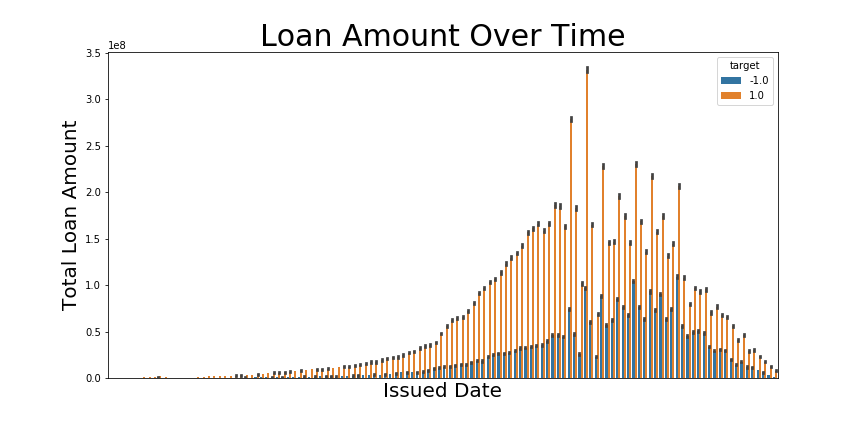 Loan Amount Over Time
1e8
3.5
3.0
2.5
2.0
1.5
1.0
0.5
0.0
Total Loan Amount
Issued Date
target
-1.0
1.0